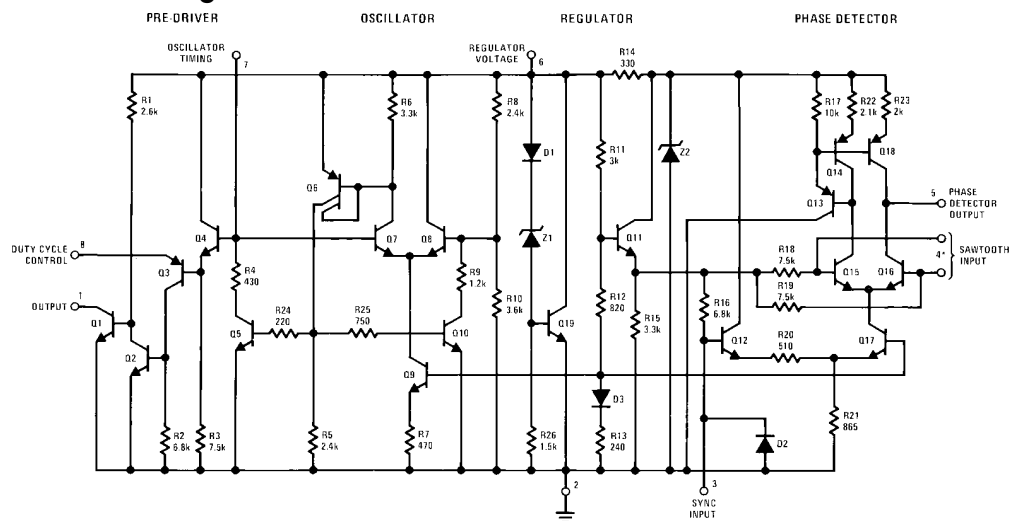 PRE-DRIVER OSCILLATOR REGULATOR PHASE DETECTOR
OSCILLATOR
TIMING
7
REGULATOR
VOLTAGE
6
R14
330
R1
2.6k
R6
3.3k
R8
2.4k
D1
R11
3k
Z2
R17
10k
R22
2.1k
R23
2k
Q18
Q14
Q6
Q13
5
PHASE
DETECTOR
OUTPUT
DUTY CYCLE
CONTROL
8
Q4
Q7
Q8
Z1
Q11
R18
7.5k
4*
SAWTOOTH
INPUT
Q15
Q16
Q3
R4
430
R9
1.2k
R10
3.6k
R12
820
R19
7.5k
OUTPUT
1
Q1
R24
220
R25
750
R15
3.3k
R16
6.8k
Q2
Q5
Q10
Q19
Q12
R20
510
Q17
Q9
D3
R2
6.8k
R3
7.5k
R5
2.4k
R7
470
R26
1.5k
R13
240
D2
R21
865
2
3
SYNC
INPUT